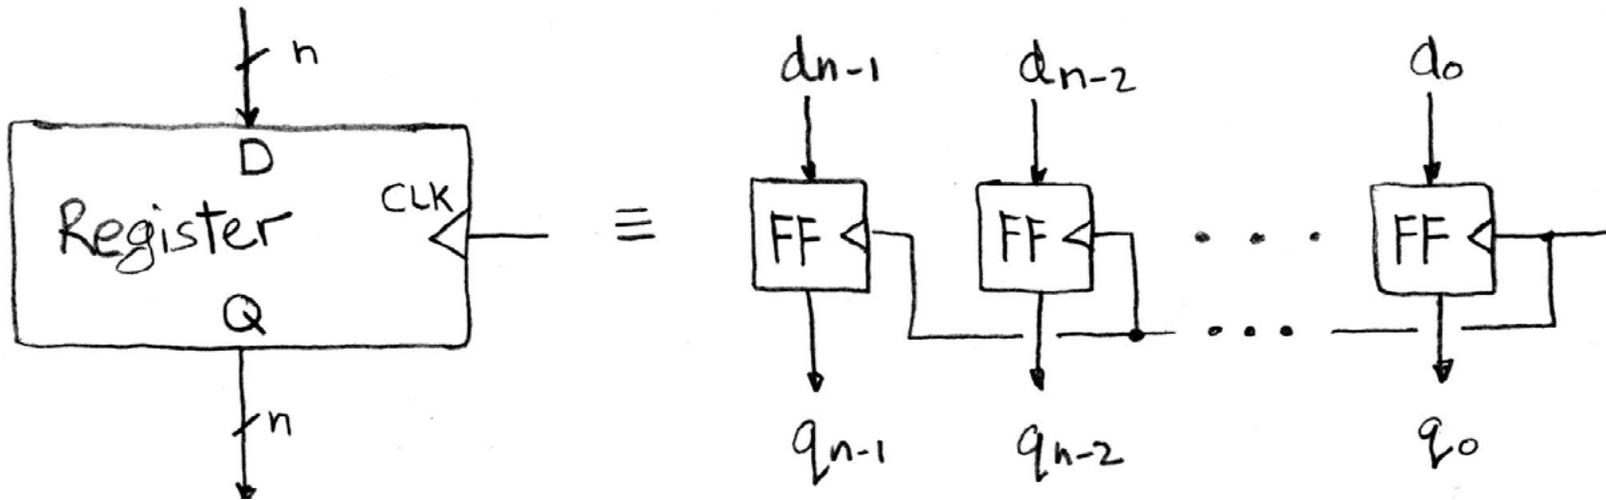 n
D
CLK
Register
Q
n
≡
dn-1
dn-2
d0
FF
FF
. . .
FF
. . .
qn-1
qn-2
q0